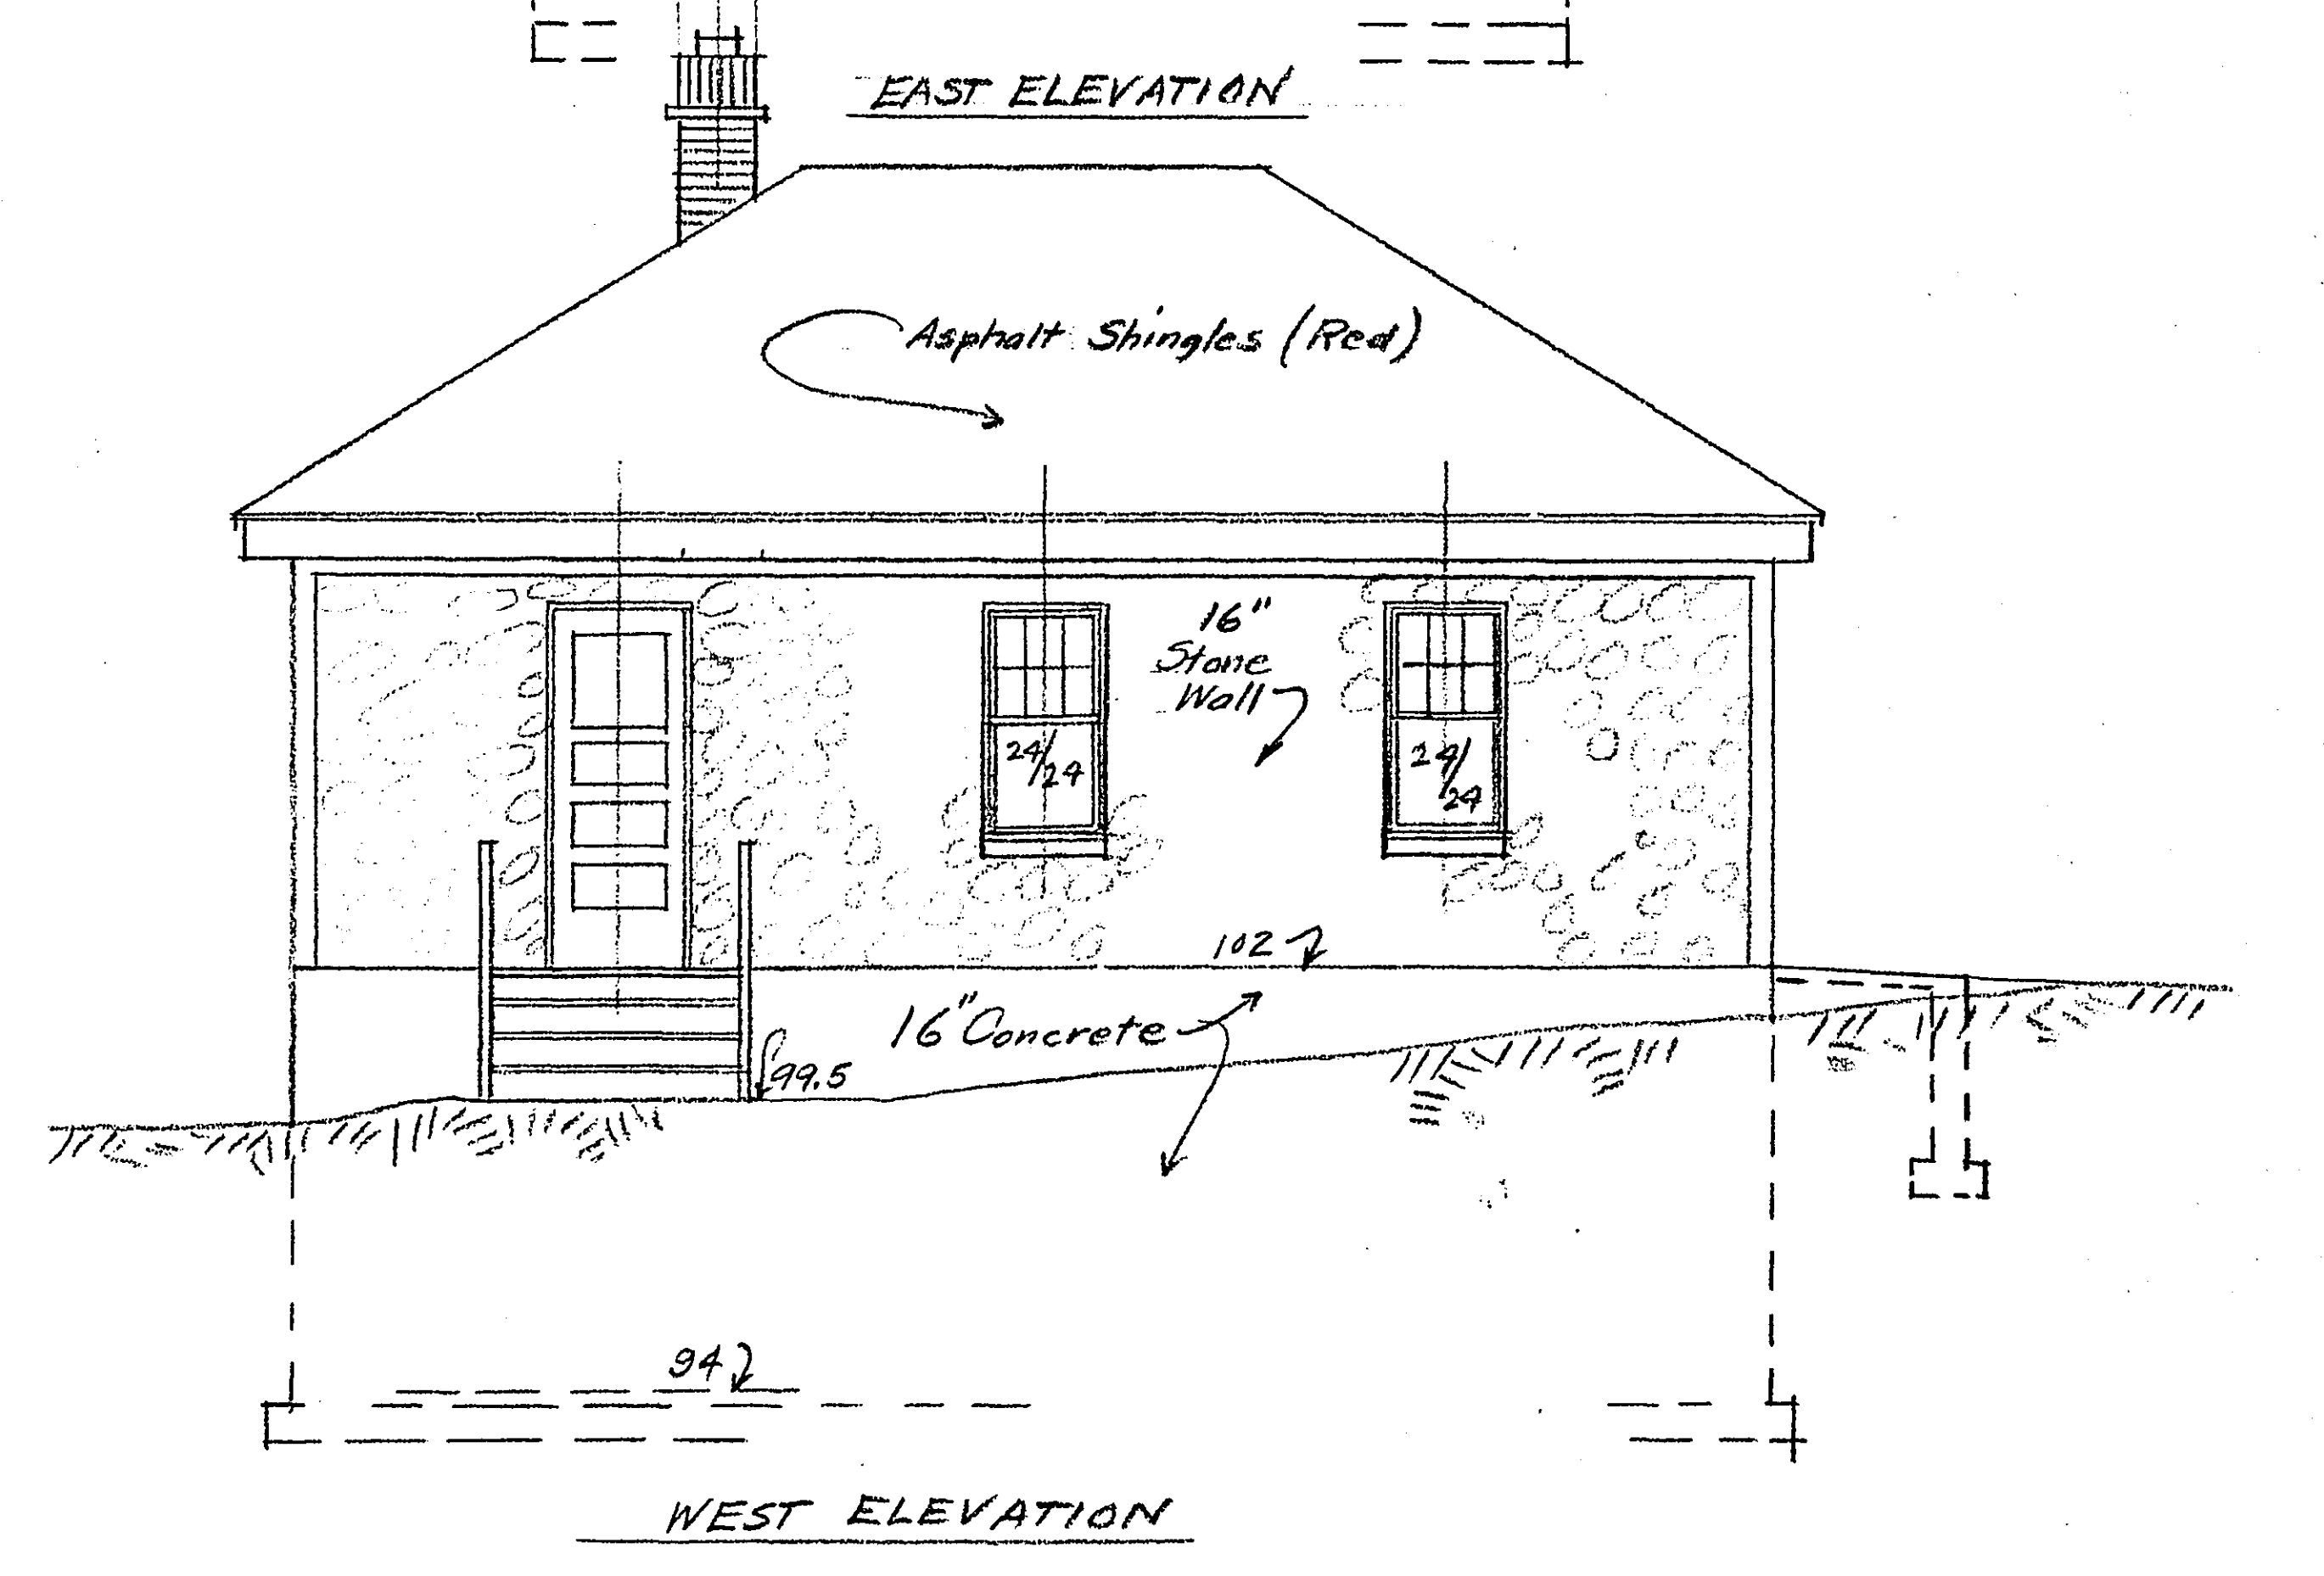 EAST ELEVATION
Asphalt Shingles (Red)
16"
Stone
Wall
24/24
24/24
102
16" Concrete
99.5
94
WEST ELEVATION